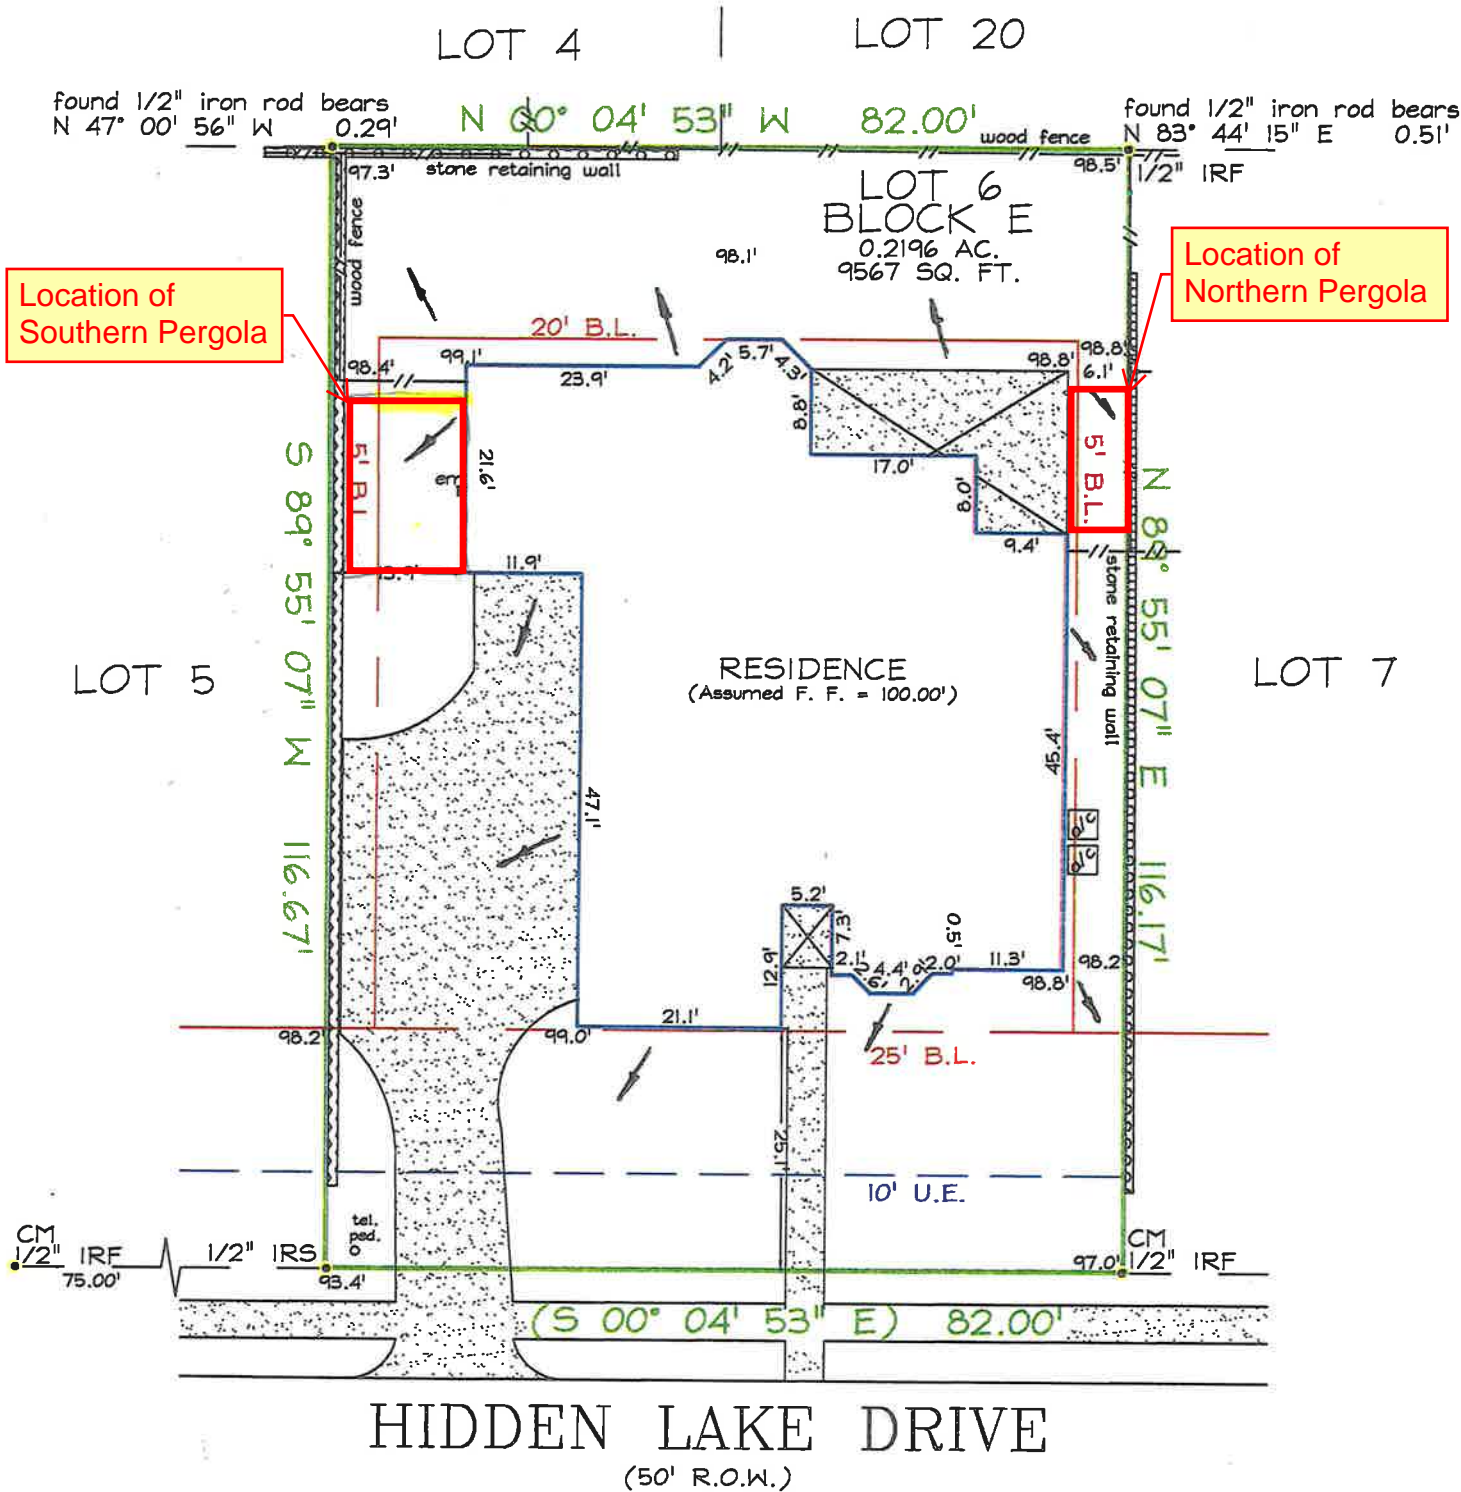 LOT 4
LOT 20
found 1/2" iron rod bears
N 47° 00' 56" W 0.29'
N 00° 04' 53" W 82.00'
found 1/2" iron rod bears
N 83° 44' 15" E 0.51'
wood fence
97.3'
stone retaining wall
98.5'
1/2" IRF
LOT 6
BLOCK E
0.2196 AC.
9567 SQ. FT.
wood fence
98.1'
Location of
Southern Pergola
Location of
Northern Pergola
20' B.L.
98.4'
99.1'
23.9'
4.2'
5.7'
4.3'
98.8'
98.8'
6.1'
8.8'
17.0'
8.0'
9.4'
5' B.L.
21.6'
5' B.L.
11.9'
S 89° 55' 07" W 116.67'
N 89° 55' 07" E 116.17'
stone retaining wall
LOT 5
RESIDENCE
(Assumed F. F. = 100.00')
LOT 7
47.1'
45.4'
5.2'
7.3'
12.9'
2.1'
4.4'
2.9'
2.0'
0.5'
11.3'
98.8'
98.2
98.2'
99.0'
21.1'
25' B.L.
25.1'
10' U.E.
tel.
psd.
CM
1/2" IRF
75.00'
1/2" IRS
93.4'
97.0'
CM
1/2" IRF
(S 00° 04' 53" E) 82.00'
HIDDEN LAKE DRIVE
(50' R.O.W.)